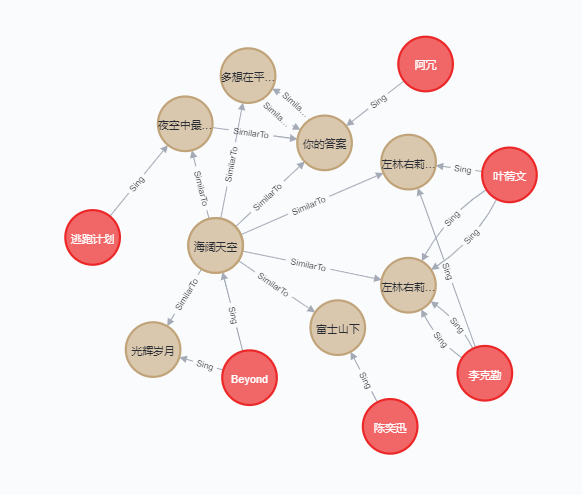 阿冗
多想在平…
Simila…
Simila…
Sing
夜空中最…
SimilarTo
你的答案
SimilarTo
左林右莉…
Sing
叶蒨文
Sing
SimilarTo
SimilarTo
SimilarTo
SimilarTo
Sing
Sing
逃跑计划
海阔天空
SimilarTo
Sing
SimilarTo
左林右莉…
SimilarTo
Sing
富士山下
Sing
Sing
光辉岁月
Sing
Beyond
Sing
李克勤
陈奕迅